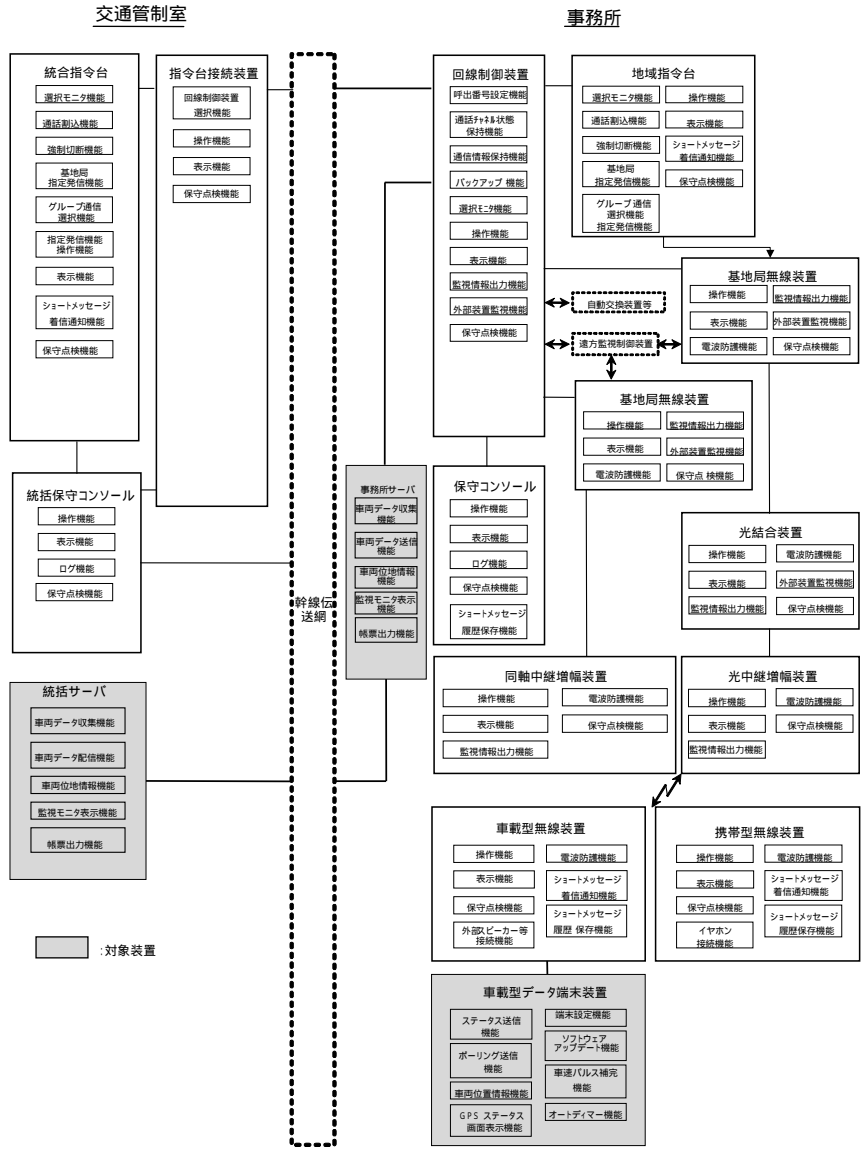 交通管制室
事務所
統合指令台
選択モニタ機能
通話割込機能
強制切断機能
基地局
指定発信機能
グループ通信
選択機能
指定発信機能
操作機能
表示機能
ショートメッセージ
着信通知機能
保守点検機能
指令台接続装置
回線制御装置
選択機能
操作機能
表示機能
保守点検機能
統括保守コンソール
操作機能
表示機能
ログ機能
保守点検機能
統括サーバ
車両データ収集機能
車両データ配信機能
車両位地情報機能
監視モニタ表示機能
帳票出力機能
:対象装置
幹線伝
送網
事務所サーバ
車両データ収集
機能
車両データ送信
機能
車両位地情報
機能
監視モニタ表示
機能
帳票出力機能
回線制御装置
呼出番号設定機能
通話チャネル状態
保持機能
通信情報保持機能
バックアップ 機能
選択モニタ機能
操作機能
表示機能
監視情報出力機能
外部装置監視機能
保守点検機能
地域指令台
選択モニタ機能
通話割込機能
強制切断機能
基地局
指定発信機能
グループ通信
選択機能
指定発信機能
操作機能
表示機能
ショートメッセージ
着信通知機能
保守点検機能
自動交換装置等
遠方監視制御装置
基地局無線装置
操作機能
表示機能
電波防護機能
監視情報出力機能
外部装置監視機能
保守点検機能
基地局無線装置
操作機能
表示機能
電波防護機能
監視情報出力機能
外部装置監視機能
保守点 検機能
保守コンソール
操作機能
表示機能
ログ機能
保守点検機能
ショートメッセージ
履歴保存機能
光結合装置
操作機能
表示機能
監視情報出力機能
電波防護機能
外部装置監視機能
保守点検機能
同軸中継増幅装置
操作機能
表示機能
監視情報出力機能
電波防護機能
保守点検機能
光中継増幅装置
操作機能
表示機能
監視情報出力機能
電波防護機能
保守点検機能
車載型無線装置
操作機能
表示機能
保守点検機能
外部スピーカー等
接続機能
電波防護機能
ショートメッセージ
着信通知機能
ショートメッセージ
履歴 保存機能
携帯型無線装置
操作機能
表示機能
保守点検機能
イヤホン
接続機能
電波防護機能
ショートメッセージ
着信通知機能
ショートメッセージ
履歴保存機能
車載型データ端末装置
ステータス送信
機能
ポーリング送信
機能
車両位置情報機能
GPS ステータス
画面表示機能
端末設定機能
ソフトウェア
アップデート機能
車速パルス補完
機能
オートディマー機能